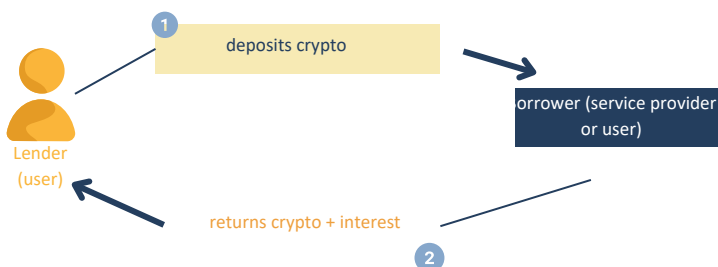 1
deposits crypto
orrower (service provider
or user)
Lender
(user)
returns crypto + interest
2